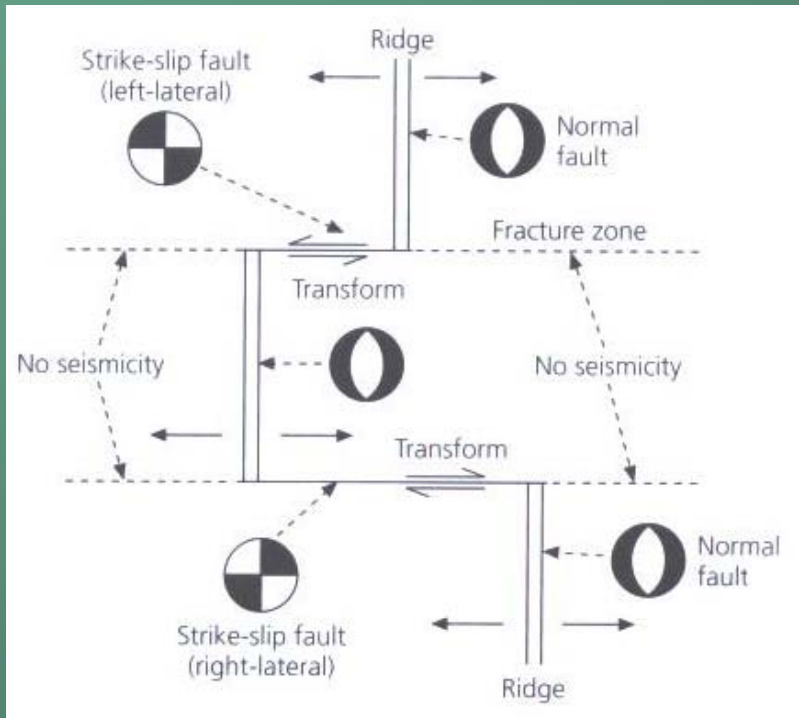 Ridge
Strike-slip fault
(left-lateral)
Normal
fault
Fracture zone
Transform
No seismicity
No seismicity
Transform
Strike-slip fault
(right-lateral)
Normal
fault
Ridge